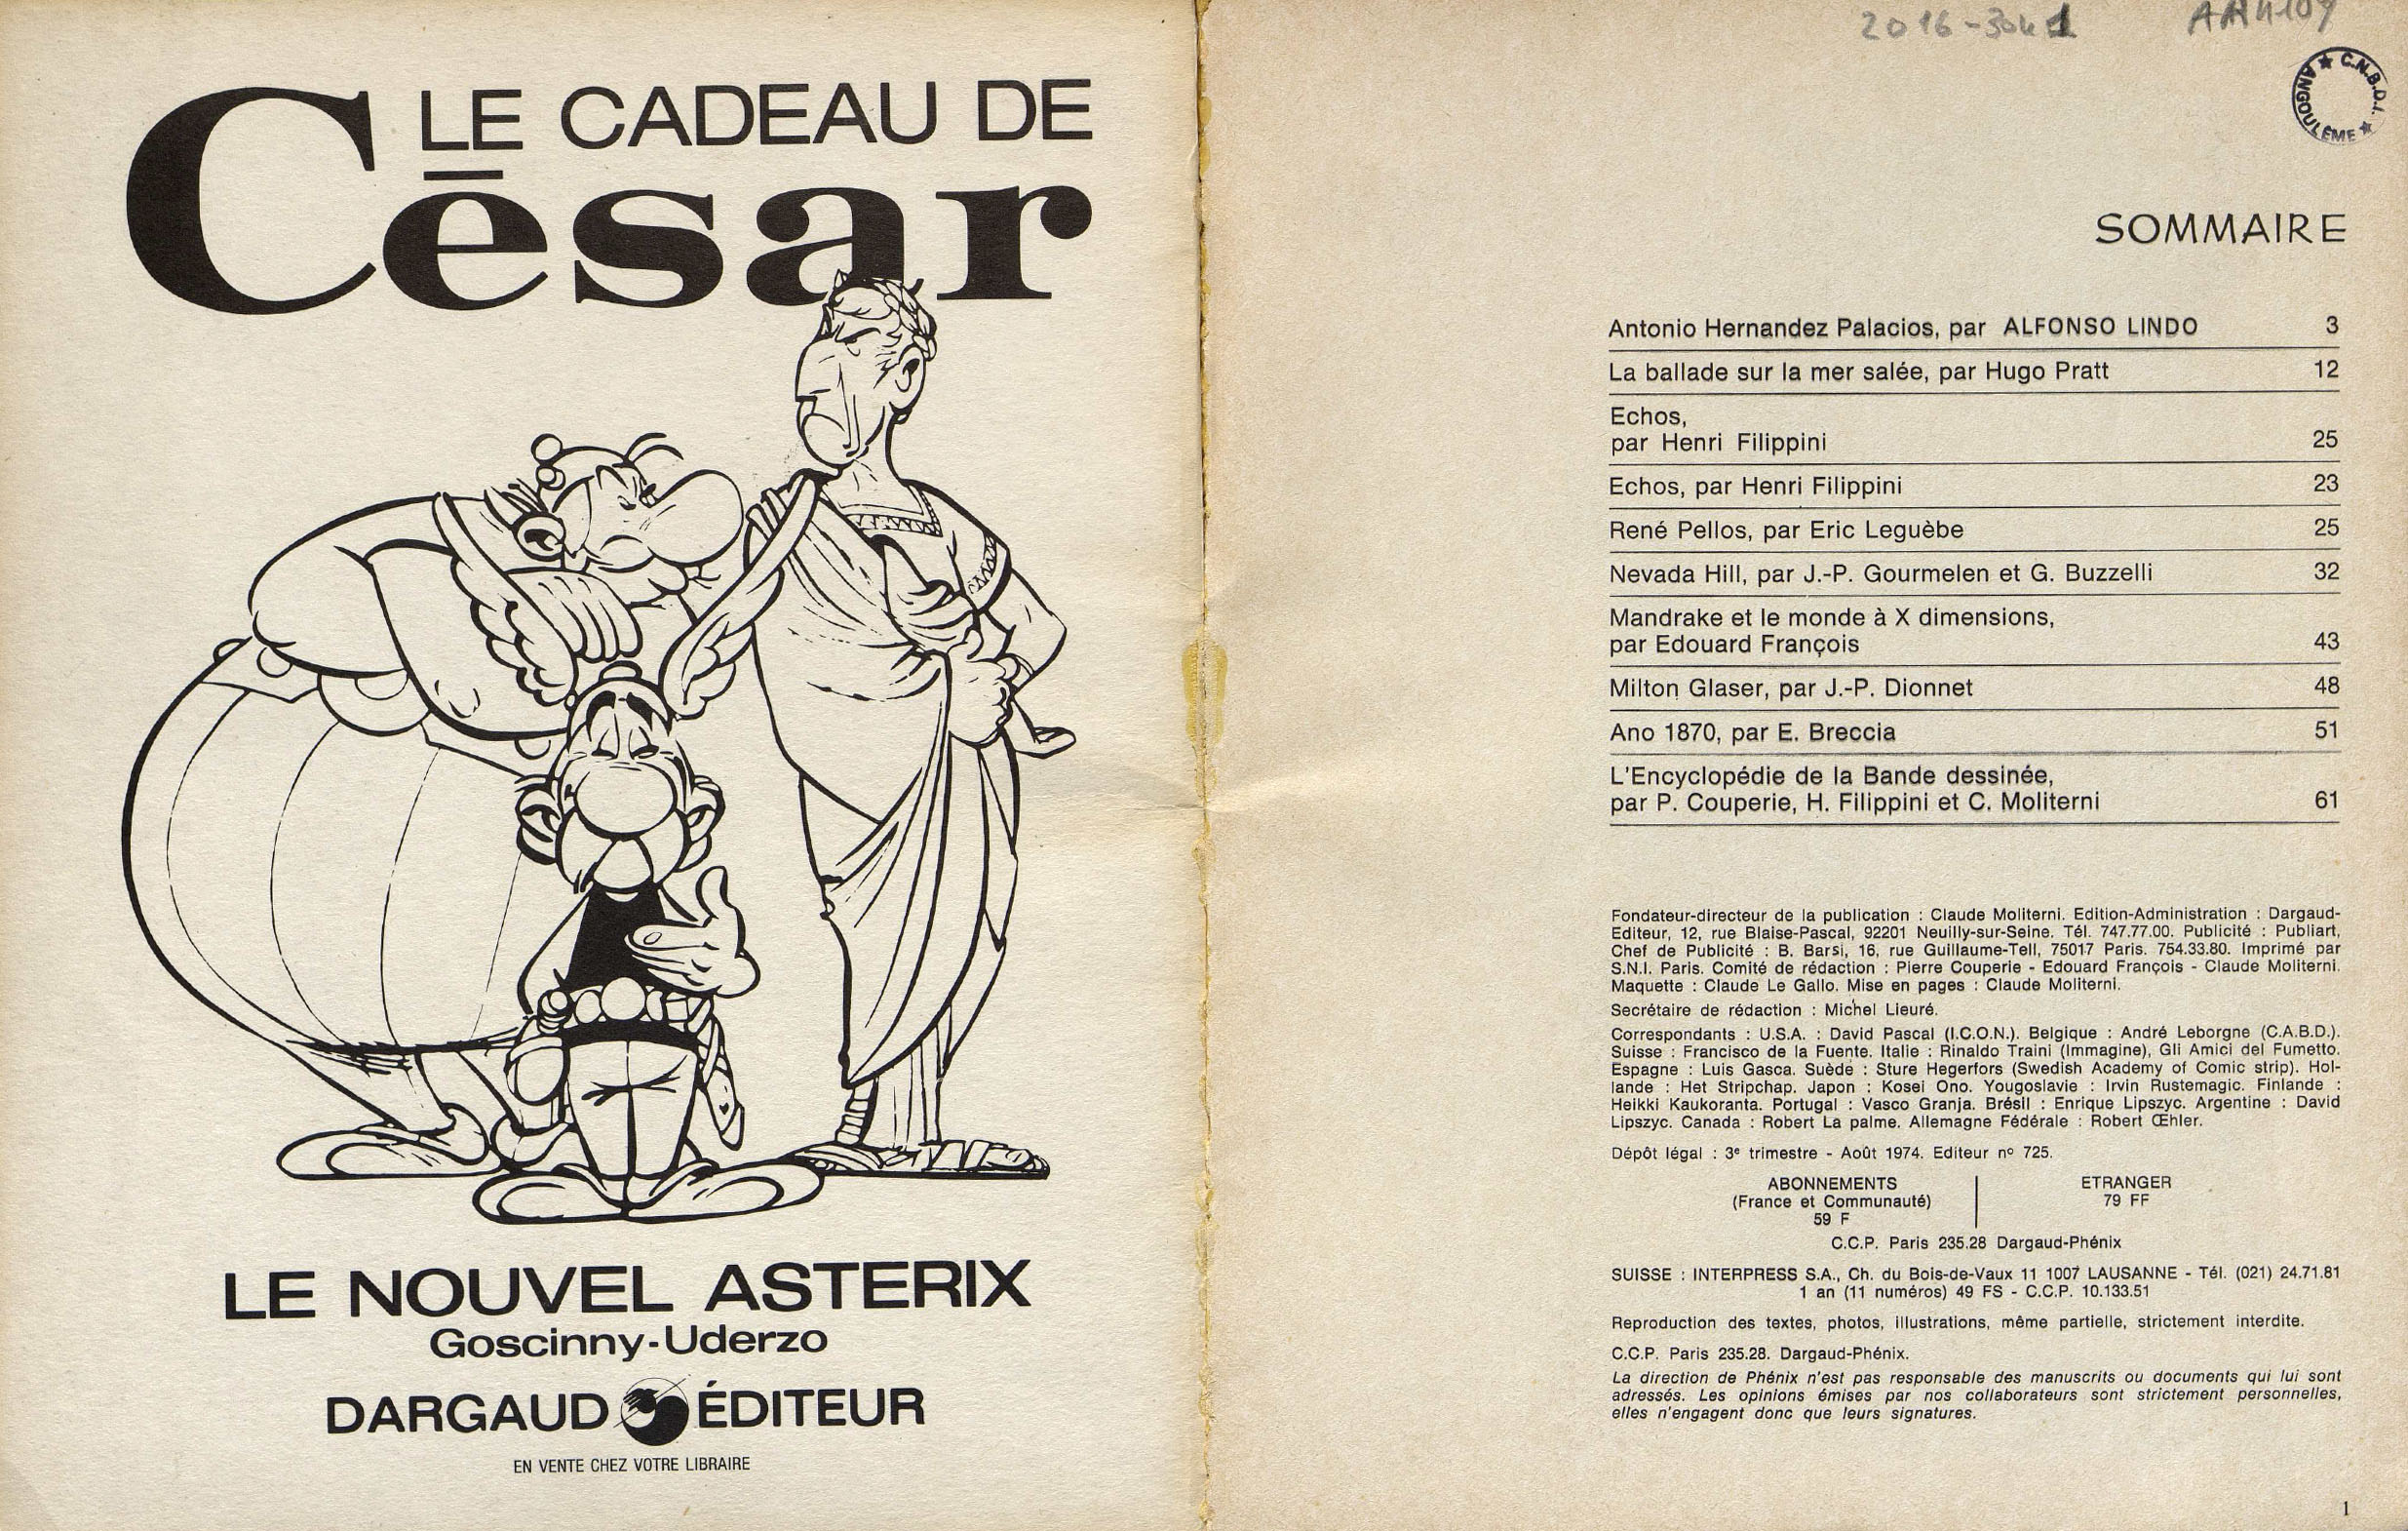 LE CADEAU DE
César
LE NOUVEL ASTERIX
Goscinny-Uderzo
DARGAUD ÉDITEUR
EN VENTE CHEZ VOTRE LIBRAIRE
2016-304
C.N.B.D.I.
ANGOULÊME
SOMMAIRE
Antonio Hernandez Palacios, par ALFONSO LINDO 3
La ballade sur la mer salée, par Hugo Pratt 12
Echos,
par Henri Filippini 25
Echos, par Henri Filippini 23
René Pellos, par Eric Leguèbe 25
Nevada Hill, par J.-P. Gourmelen et G. Buzzelli 32
Mandrake et le monde à X dimensions,
par Edouard François 43
Milton Glaser, par J.-P. Dionnet 48
Ano 1870, par E. Breccia 51
L'Encyclopédie de la Bande dessinée,
par P. Couperie, H. Filippini et C. Moliterni 61
Fondateur-directeur de la publication : Claude Moliterni. Edition-Administration : Dargaud-
Editeur, 12, rue Blaise-Pascal, 92201 Neuilly-sur-Seine. Tél. 747.77.00. Publicité : Publiart,
Chef de Publicité : B. Barsi, 16, rue Guillaume-Tell, 75017 Paris. 754.33.80. Imprimé par
S.N.I. Paris. Comité de rédaction : Pierre Couperie - Edouard François - Claude Moliterni.
Maquette : Claude Le Gallo. Mise en pages : Claude Moliterni.
Secrétaire de rédaction : Michel Lieuré.
Correspondants : U.S.A. : David Pascal (I.C.O.N.). Belgique : André Leborgne (C.A.B.D.).
Suisse : Francisco de la Fuente. Italie : Rinaldo Traini (Immagine), Gli Amici del Fumetto.
Espagne : Luis Gasca. Suède : Sture Hegerfors (Swedish Academy of Comic strip). Hol-
lande : Het Stripchap. Japon : Kosei Ono. Yougoslavie : Irvin Rustemagic. Finlande :
Heikki Kaukoranta. Portugal : Vasco Granja. Brésil : Enrique Lipszyc. Argentine : David
Lipszyc. Canada : Robert La palme. Allemagne Fédérale : Robert Œhler.
Dépôt légal : 3e trimestre - Août 1974. Editeur no 725.
ABONNEMENTS
(France et Communauté)
59 F
ETRANGER
79 FF
C.C.P. Paris 235.28 Dargaud-Phénix
SUISSE : INTERPRESS S.A., Ch. du Bois-de-Vaux 11 1007 LAUSANNE - Tél. (021) 24.71.81
1 an (11 numéros) 49 FS - C.C.P. 10.133.51
Reproduction des textes, photos, illustrations, même partielle, strictement interdite.
C.C.P. Paris 235.28. Dargaud-Phénix.
La direction de Phénix n'est pas responsable des manuscrits ou documents qui lui sont
adressés. Les opinions émises par nos collaborateurs sont strictement personnelles,
elles n'engagent donc que leurs signatures.
1